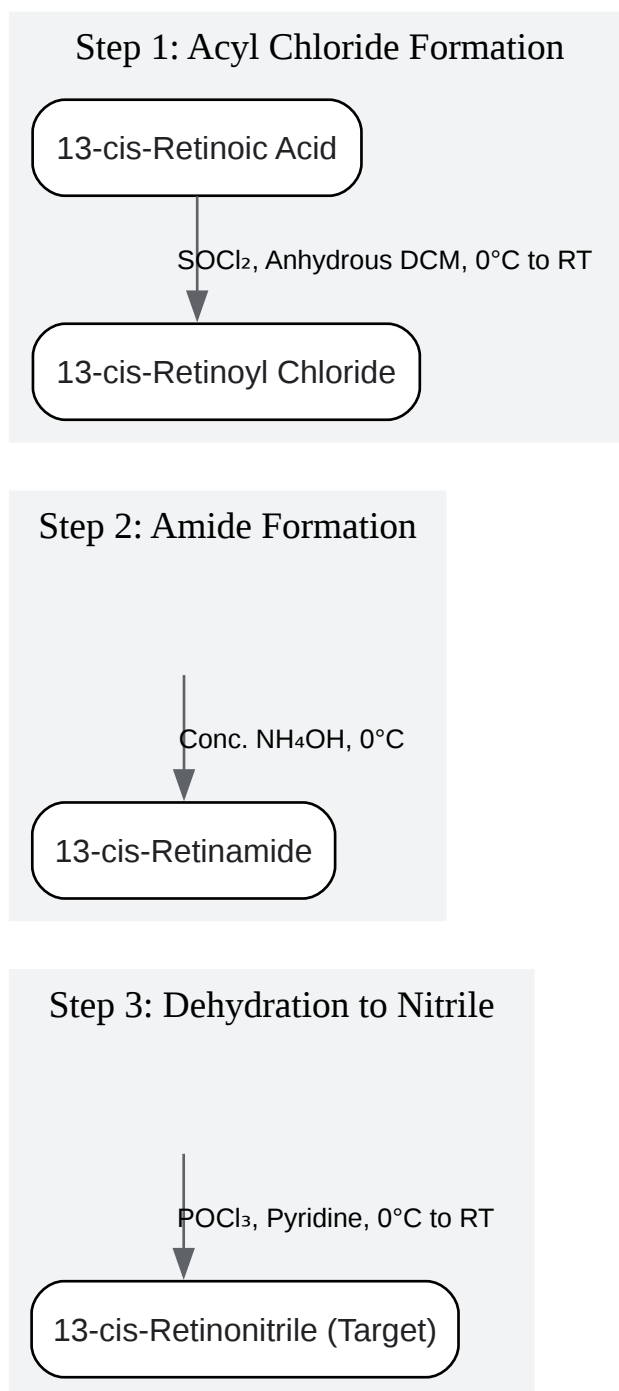 Step 1: Acyl Chloride Formation
13-cis-Retinoic Acid
SOCl₂, Anhydrous DCM, 0°C to RT
13-cis-Retinoyl Chloride
Step 2: Amide Formation
Conc. NH₄OH, 0°C
13-cis-Retinamide
Step 3: Dehydration to Nitrile
POCl₃, Pyridine, 0°C to RT
13-cis-Retinonitrile (Target)